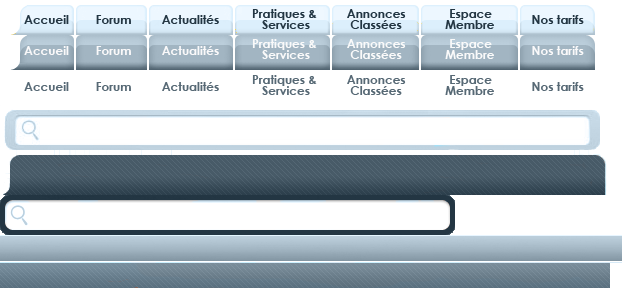 Accueil Forum Actualités Pratiques & Services Annonces Classées Espace Membre Nos tarifs
Accueil Forum Actualités Pratiques & Services Annonces Classées Espace Membre Nos tarifs
Accueil Forum Actualités Pratiques & Services Annonces Classées Espace Membre Nos tarifs